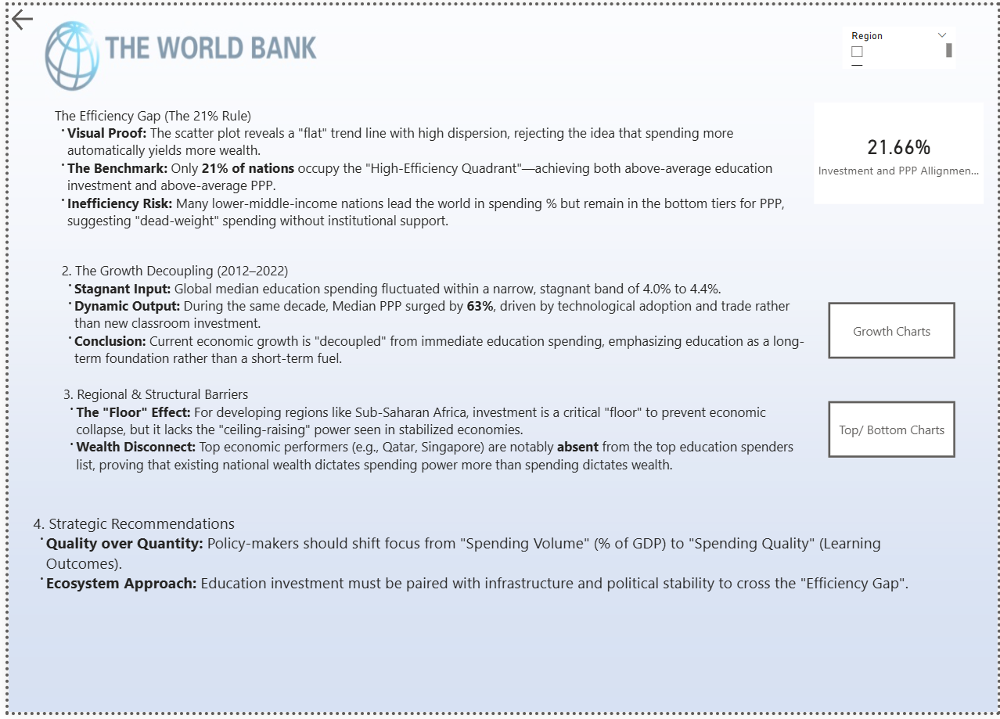 THE WORLD BANK
Region
The Efficiency Gap (The 21% Rule)
• Visual Proof: The scatter plot reveals a "flat" trend line with high dispersion, rejecting the idea that spending more
automatically yields more wealth.
• The Benchmark: Only 21% of nations occupy the "High-Efficiency Quadrant"—achieving both above-average education
investment and above-average PPP.
• Inefficiency Risk: Many lower-middle-income nations lead the world in spending % but remain in the bottom tiers for PPP,
suggesting "dead-weight" spending without institutional support.
21.66%
Investment and PPP Allignmen...
2. The Growth Decoupling (2012–2022)
• Stagnant Input: Global median education spending fluctuated within a narrow, stagnant band of 4.0% to 4.4%.
• Dynamic Output: During the same decade, Median PPP surged by 63%, driven by technological adoption and trade rather
than new classroom investment.
• Conclusion: Current economic growth is "decoupled" from immediate education spending, emphasizing education as a long-
term foundation rather than a short-term fuel.
Growth Charts
3. Regional & Structural Barriers
• The "Floor" Effect: For developing regions like Sub-Saharan Africa, investment is a critical "floor" to prevent economic
collapse, but it lacks the "ceiling-raising" power seen in stabilized economies.
• Wealth Disconnect: Top economic performers (e.g., Qatar, Singapore) are notably absent from the top education spenders
list, proving that existing national wealth dictates spending power more than spending dictates wealth.
Top/ Bottom Charts
4. Strategic Recommendations
• Quality over Quantity: Policy-makers should shift focus from "Spending Volume" (% of GDP) to "Spending Quality" (Learning
Outcomes).
• Ecosystem Approach: Education investment must be paired with infrastructure and political stability to cross the "Efficiency Gap".